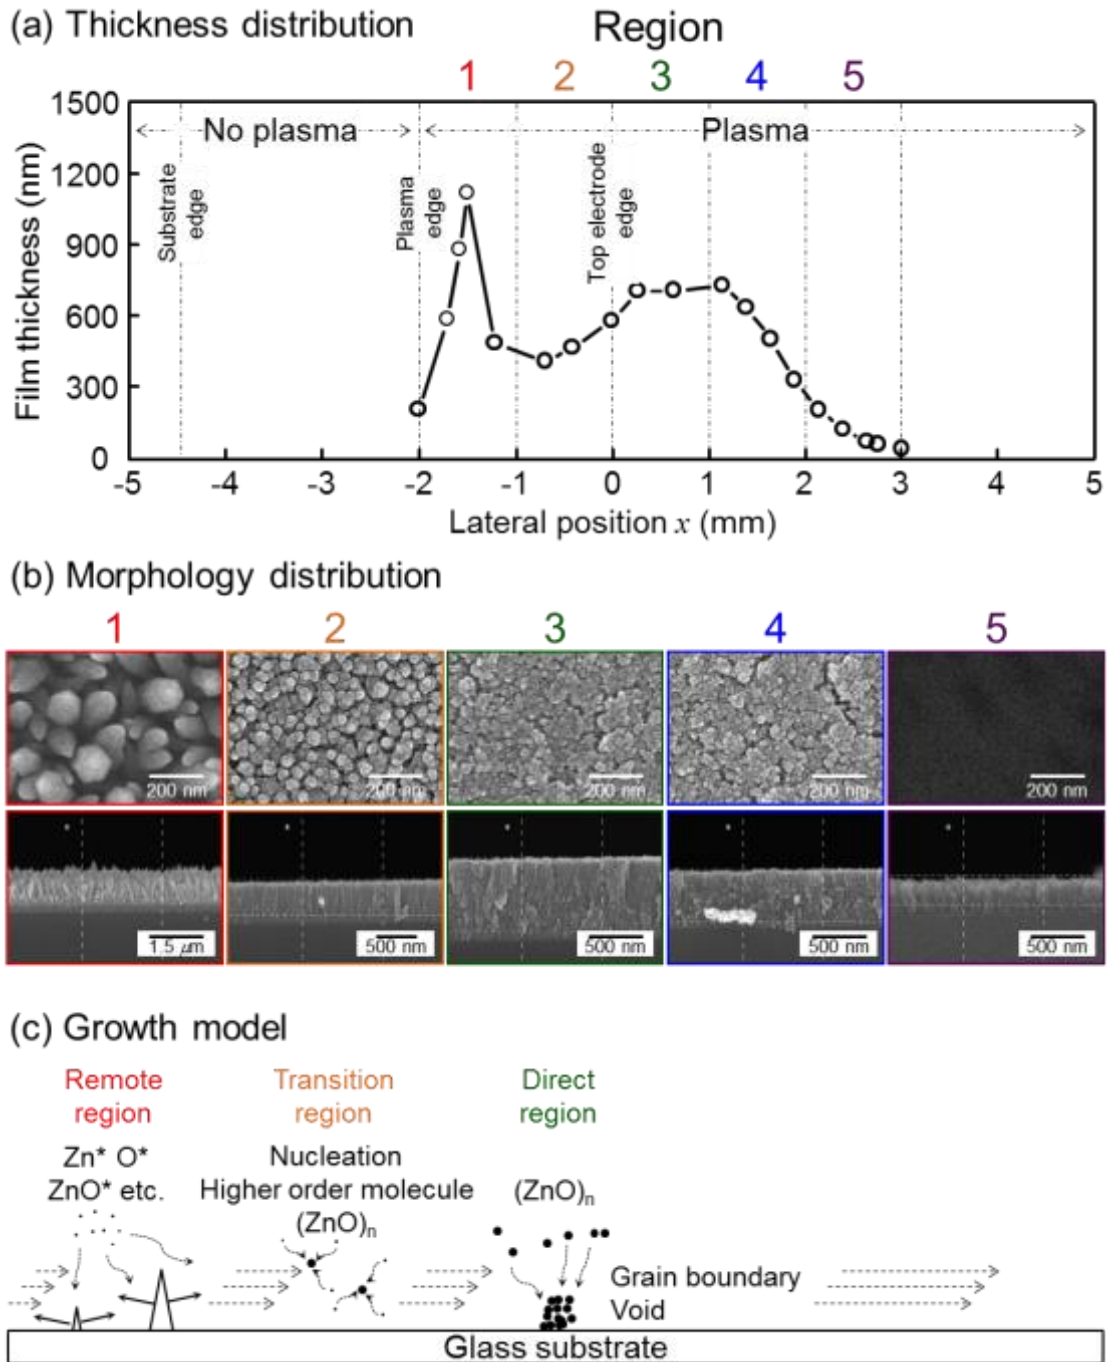 (a) Thickness distribution
Region
1 2 3 4 5
1500
1200
900
600
300
0
Film thickness (nm)
No plasma
Plasma
Substrate edge
Plasma edge
Top electrode edge
-5 -4 -3 -2 -1 0 1 2 3 4 5
Lateral position x (mm)
(b) Morphology distribution
1 2 3 4 5
200 nm 200 nm 200 nm 200 nm 200 nm
1.5 μm 500 nm 500 nm 500 nm 500 nm
(c) Growth model
Remote region
Transition region
Direct region
Zn* O*
ZnO* etc.
Nucleation
Higher order molecule
(ZnO)n
(ZnO)n
Grain boundary
Void
Glass substrate